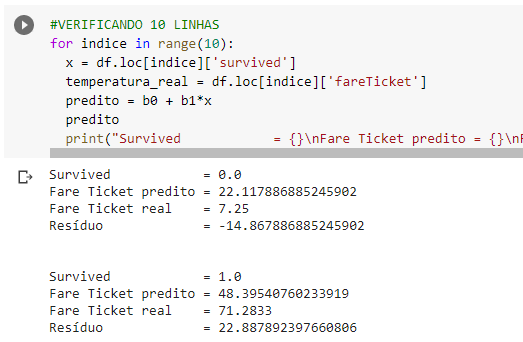 #VERIFICANDO 10 LINHAS
for indice in range(10):
  x = df.loc[indice]['survived']
  temperatura_real = df.loc[indice]['fareTicket']
  predito = b0 + b1*x
  predito
  print("Survived            = {}\nFare Ticket predito = {}\nF
Survived            = 0.0
Fare Ticket predito = 22.117886885245902
Fare Ticket real    = 7.25
Resíduo             = -14.867886885245902
Survived            = 1.0
Fare Ticket predito = 48.39540760233919
Fare Ticket real    = 71.2833
Resíduo             = 22.887892397660806